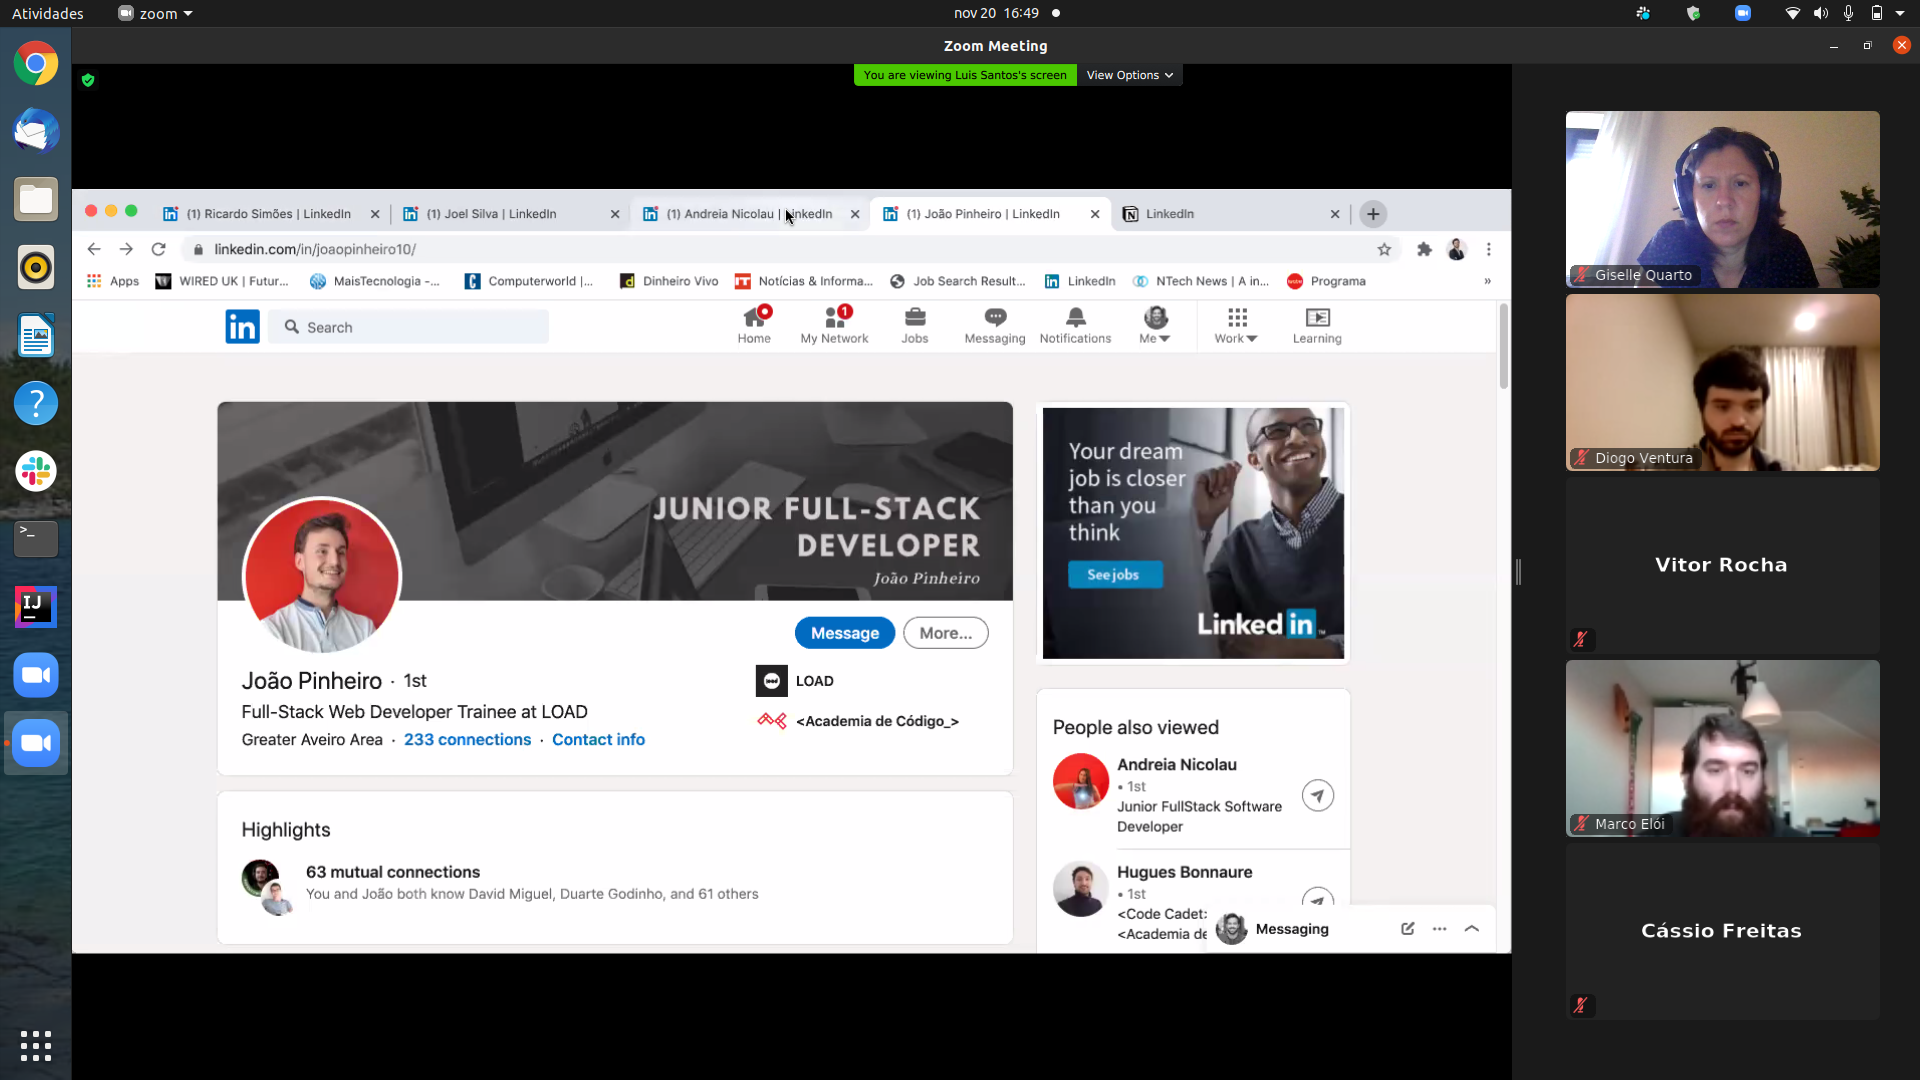 Atividades
zoom
nov 20 16:49
Zoom Meeting
You are viewing Luis Santos's screen
View Options
(1) Ricardo Simões | LinkedIn
(1) Joel Silva | LinkedIn
(1) Andreia Nicolau | LinkedIn
(1) João Pinheiro | LinkedIn
LinkedIn
linkedin.com/in/joaopinheiro10/
Apps
WIRED UK | Futur...
MaisTecnologia -...
Computerworld |...
Dinheiro Vivo
Notícias & Informa...
Job Search Result...
LinkedIn
NTech News | A in...
Programa
»
in
Search
Home
1
My Network
Jobs
Messaging
Notifications
Me
Work
Learning
JUNIOR FULL-STACK
DEVELOPER
João Pinheiro
Message
More...
João Pinheiro · 1st
Full-Stack Web Developer Trainee at LOAD
Greater Aveiro Area · 233 connections · Contact info
LOAD
<Academia de Código_>
Highlights
63 mutual connections
You and João both know David Miguel, Duarte Godinho, and 61 others
Your dream
job is closer
than you
think
See jobs
Linked in
People also viewed
Andreia Nicolau
• 1st
Junior FullStack Software
Developer
Hugues Bonnaure
• 1st
<Code Cadet:
<Academia de
Messaging
Giselle Quarto
Diogo Ventura
Vitor Rocha
Marco Elói
Cássio Freitas
>_
IJ
?